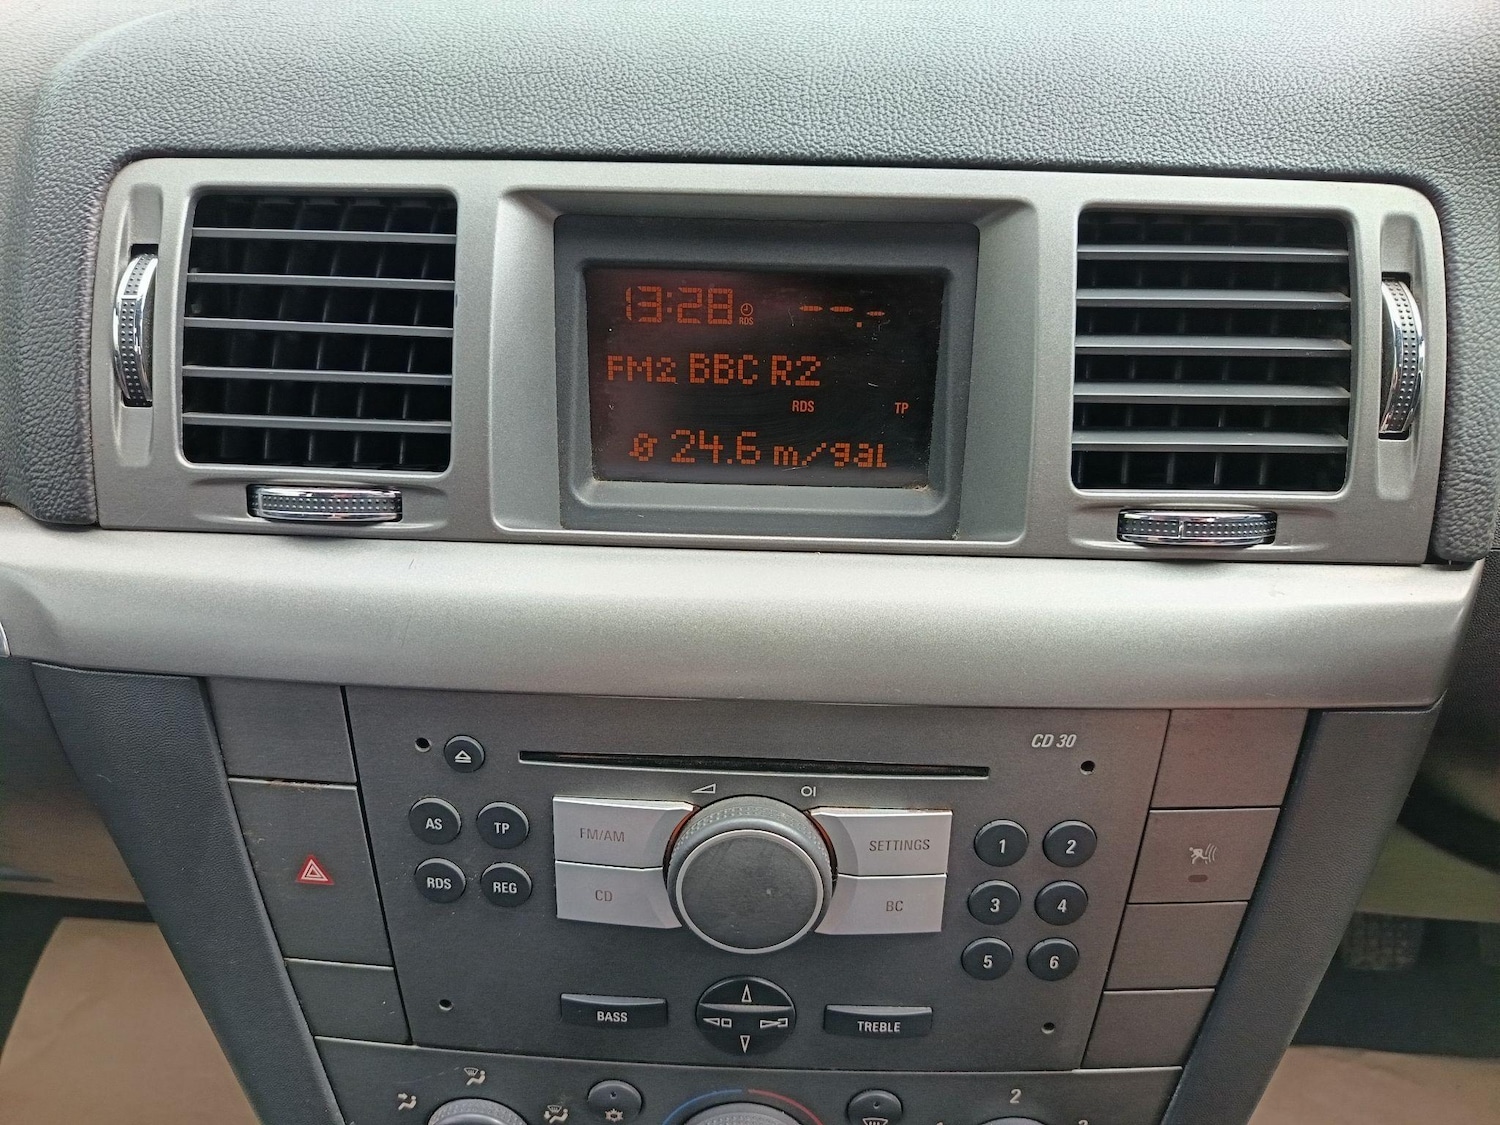 13:28 RDS --.-
FM2 BBC R2
RDS TP
Ø 24.6 m/gal
CD 30
AS TP
FM/AM SETTINGS
1 2
RDS REG
CD BC
3 4
5 6
BASS TREBLE
2